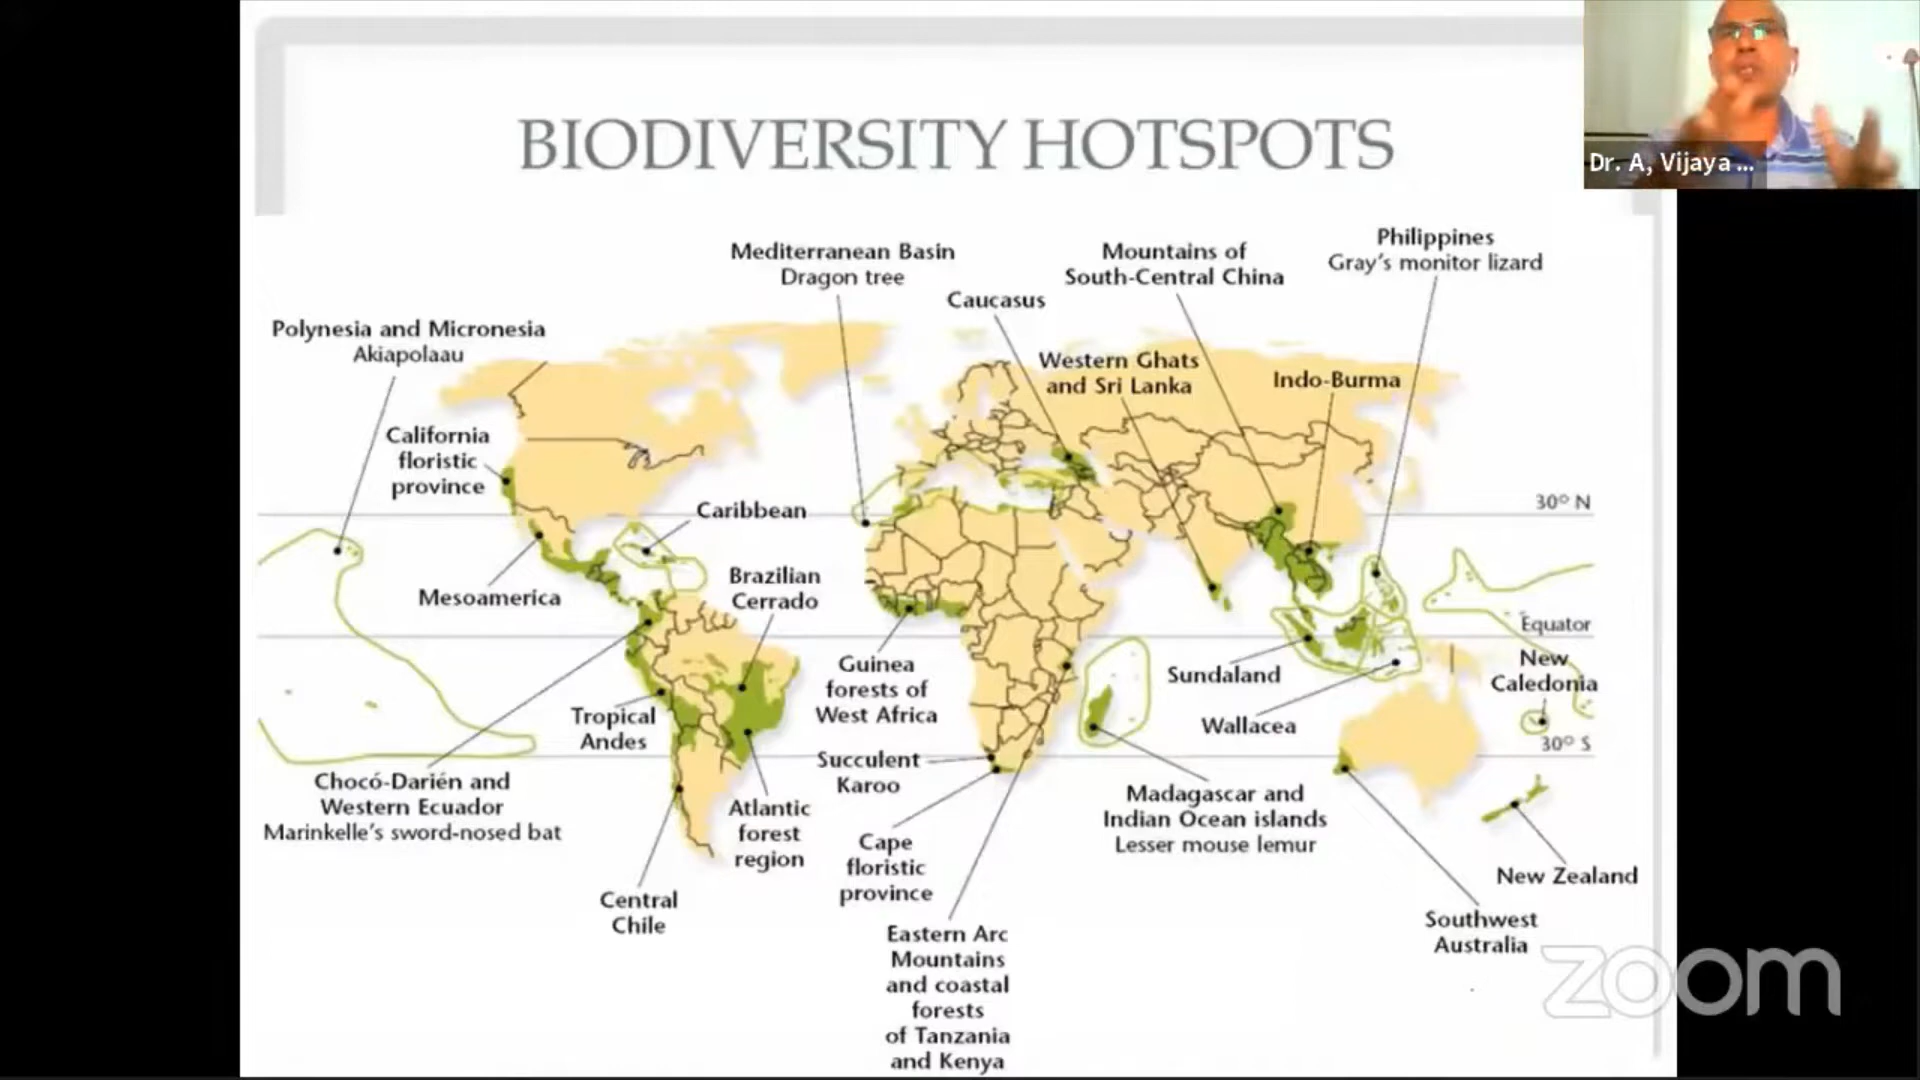 BIODIVERSITY HOTSPOTS
Dr. A, Vijaya ...
Mediterranean Basin
Dragon tree
Mountains of
South-Central China
Philippines
Gray's monitor lizard
Caucasus
Polynesia and Micronesia
Akiapolaau
Western Ghats
and Sri Lanka
Indo-Burma
California
floristic
province
Caribbean
30° N
Mesoamerica
Brazilian
Cerrado
Equator
Guinea
forests of
West Africa
Sundaland
New
Caledonia
Tropical
Andes
Wallacea
30° S
Chocó-Darién and
Western Ecuador
Marinkelle's sword-nosed bat
Succulent
Karoo
Atlantic
forest
region
Madagascar and
Indian Ocean islands
Lesser mouse lemur
Cape
floristic
province
New Zealand
Central
Chile
Southwest
Australia
Eastern Arc
Mountains
and coastal
forests
of Tanzania
and Kenya
zoom